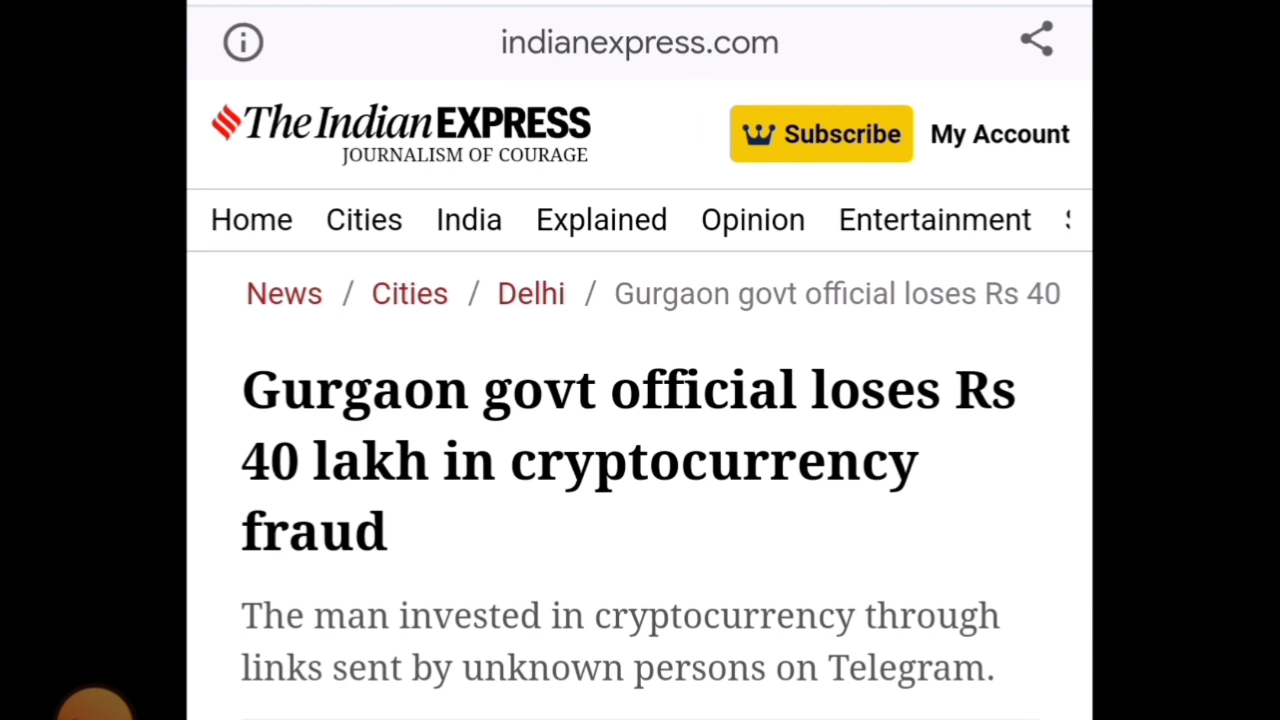 indianexpress.com
The Indian EXPRESS
JOURNALISM OF COURAGE
Subscribe
My Account
Home Cities India Explained Opinion Entertainment
News / Cities / Delhi / Gurgaon govt official loses Rs 40
Gurgaon govt official loses Rs
40 lakh in cryptocurrency
fraud
The man invested in cryptocurrency through
links sent by unknown persons on Telegram.